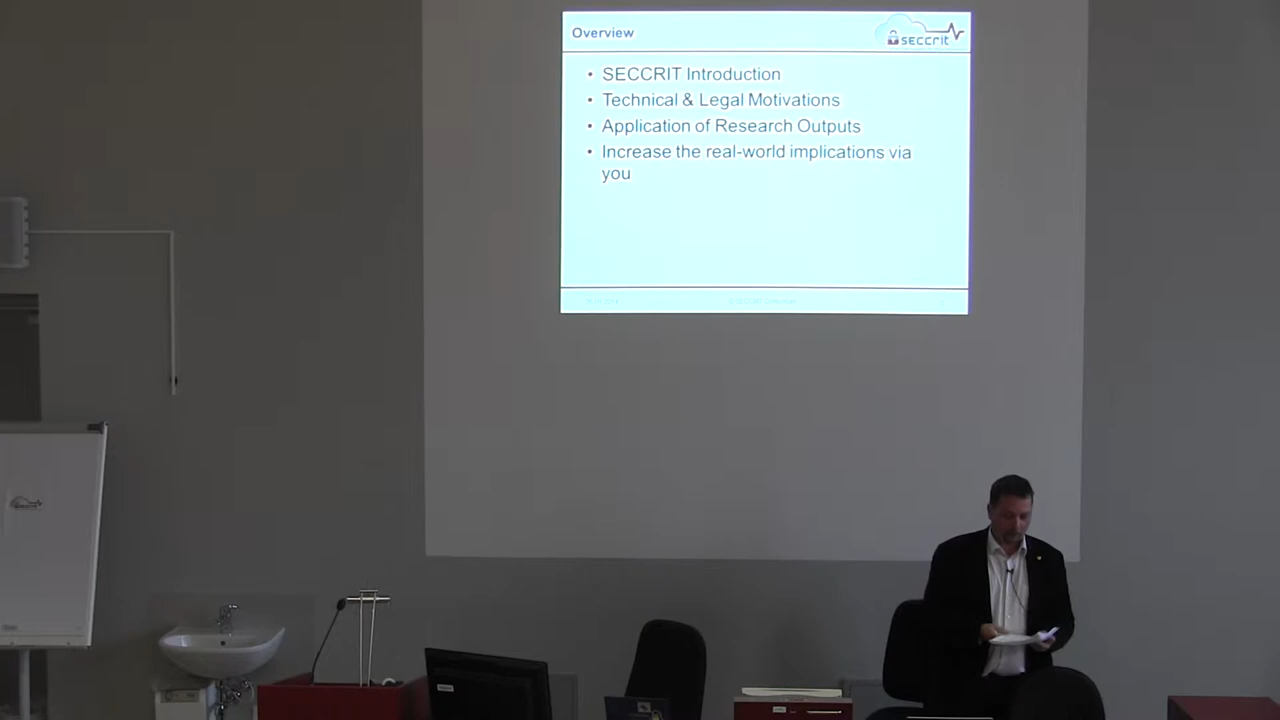 Overview
seccrit
• SECCRIT Introduction
• Technical & Legal Motivations
• Application of Research Outputs
• Increase the real-world implications via
you